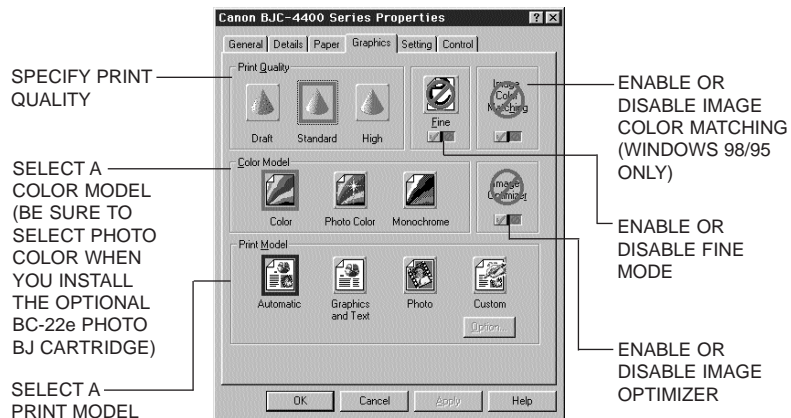 Canon BJC-4400 Series Properties
General Details Paper Graphics Setting Control
SPECIFY PRINT
QUALITY
Print Quality
Draft Standard High
Fine
Image
Color
Matching
ENABLE OR
DISABLE IMAGE
COLOR MATCHING
(WINDOWS 98/95
ONLY)
SELECT A
COLOR MODEL
(BE SURE TO
SELECT PHOTO
COLOR WHEN
YOU INSTALL
THE OPTIONAL
BC-22e PHOTO
BJ CARTRIDGE)
Color Model
Color Photo Color Monochrome
Image
Optimizer
ENABLE OR
DISABLE FINE
MODE
Print Model
Automatic Graphics and Text Photo Custom
Option...
ENABLE OR
DISABLE IMAGE
OPTIMIZER
SELECT A
PRINT MODEL
OK Cancel Apply Help